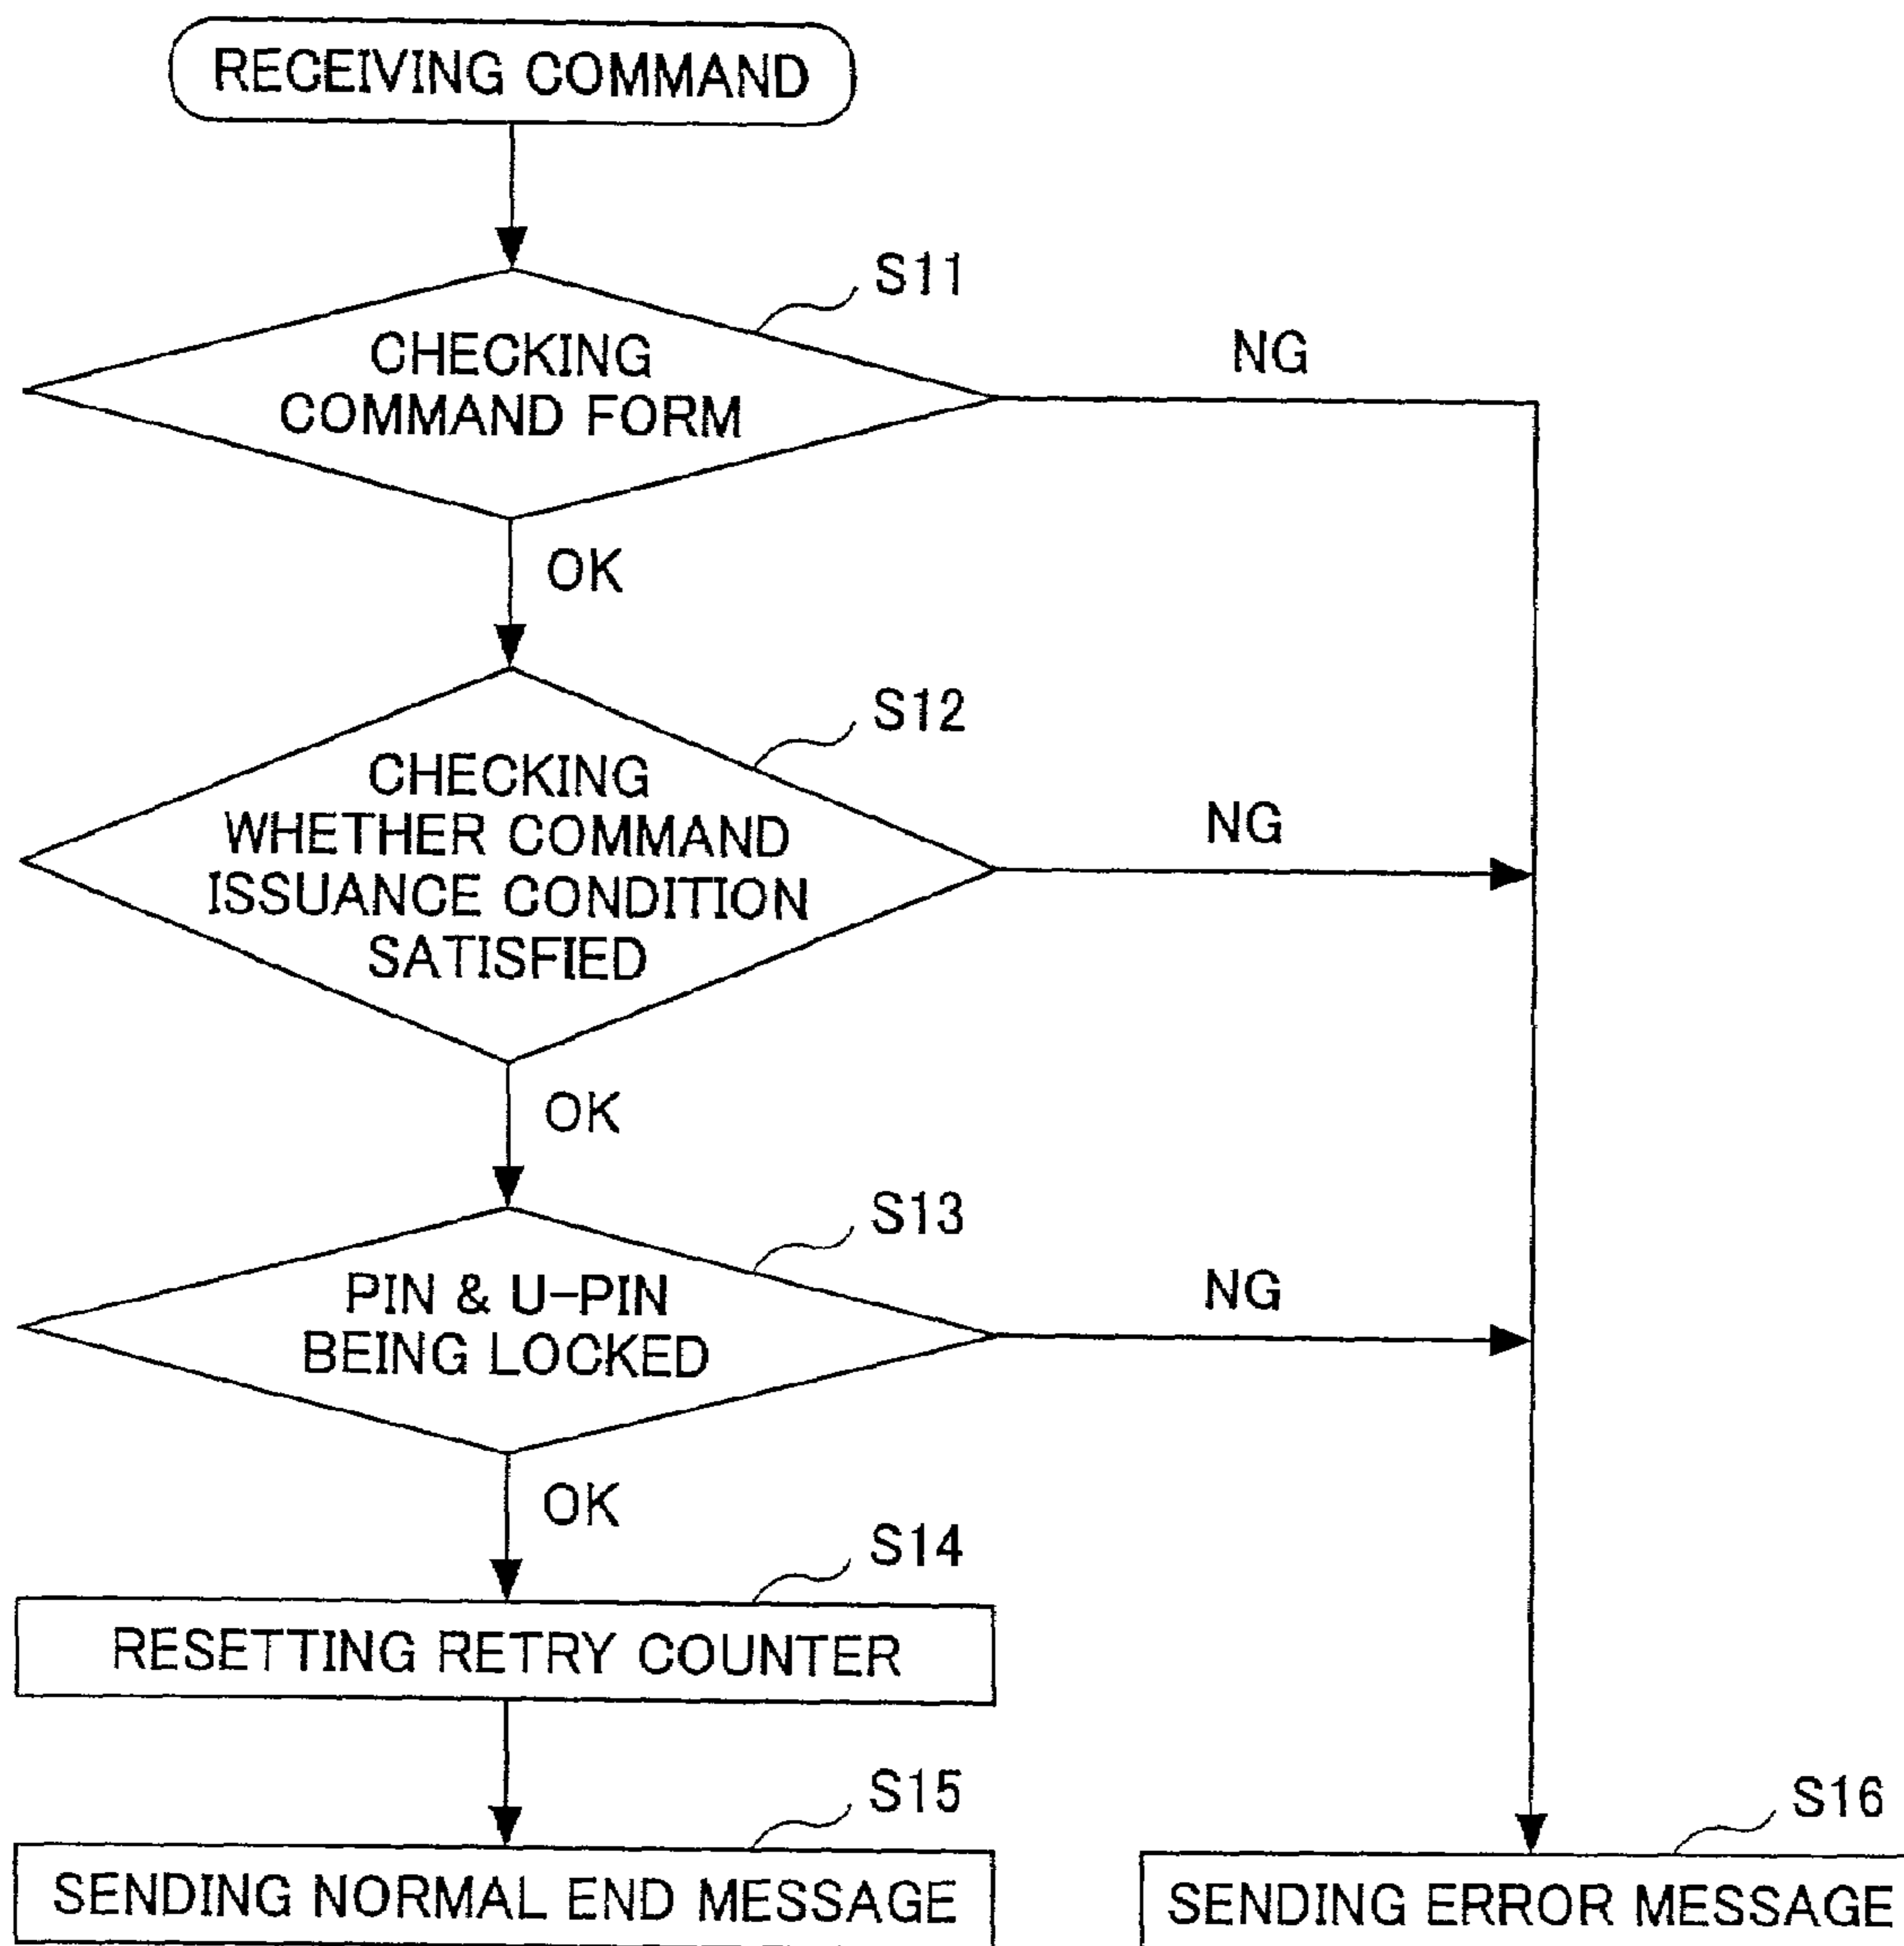 RECEIVING COMMAND
S11
CHECKING
COMMAND FORM
NG
OK
S12
CHECKING
WHETHER COMMAND
ISSUANCE CONDITION
SATISFIED
NG
OK
S13
PIN & U-PIN
BEING LOCKED
NG
OK
S14
RESETTING RETRY COUNTER
S15
SENDING NORMAL END MESSAGE
S16
SENDING ERROR MESSAGE